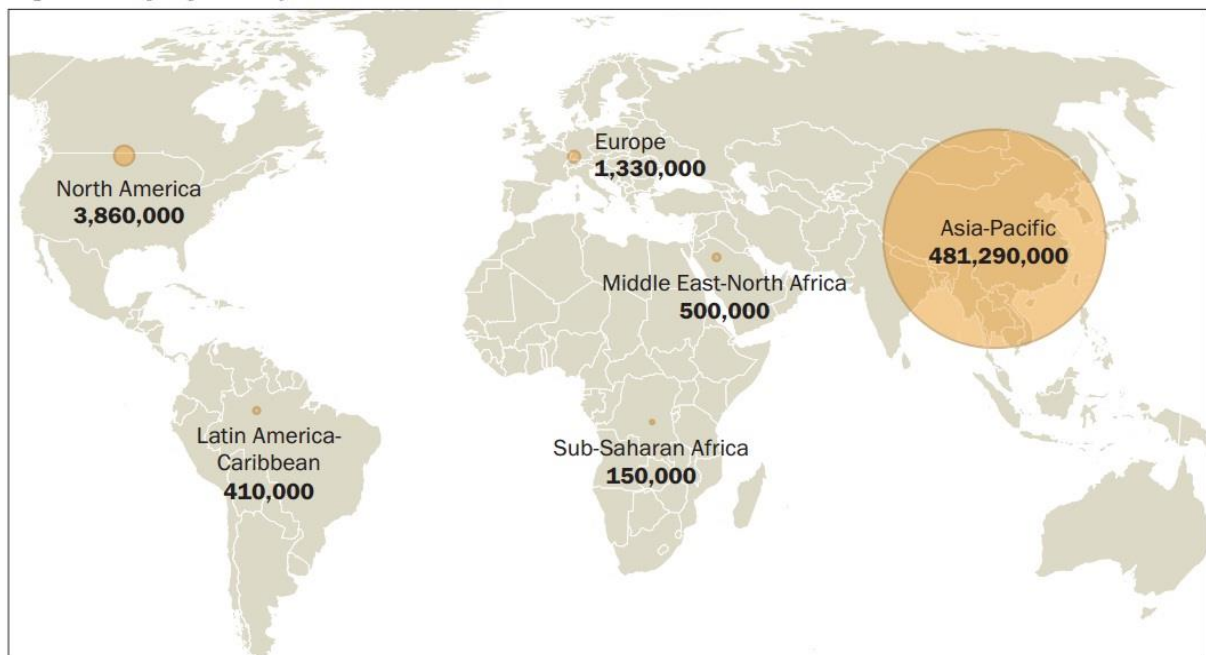 North America
3,860,000
Europe
1,330,000
Asia-Pacific
481,290,000
Middle East-North Africa
500,000
Latin America-
Caribbean
410,000
Sub-Saharan Africa
150,000